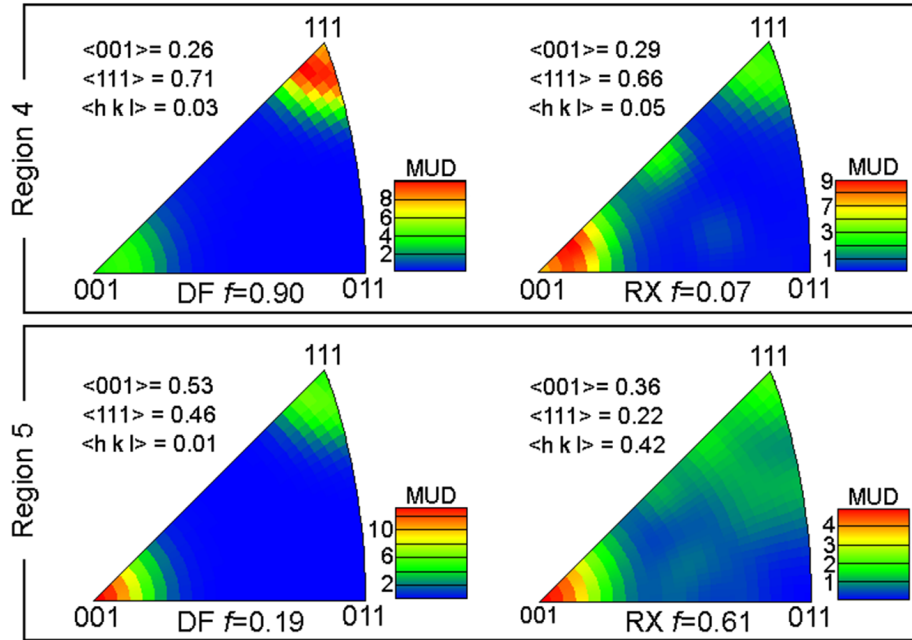 Region 4
111
<001>= 0.26
<111>= 0.71
<h k l>= 0.03
MUD
8
6
4
2
001
011
DF f=0.90
111
<001>= 0.29
<111>= 0.66
<h k l>= 0.05
MUD
9
7
3
1
001
011
RX f=0.07
Region 5
111
<001>= 0.53
<111>= 0.46
<h k l>= 0.01
MUD
10
6
2
001
011
DF f=0.19
111
<001>= 0.36
<111>= 0.22
<h k l>= 0.42
MUD
4
3
2
1
001
011
RX f=0.61